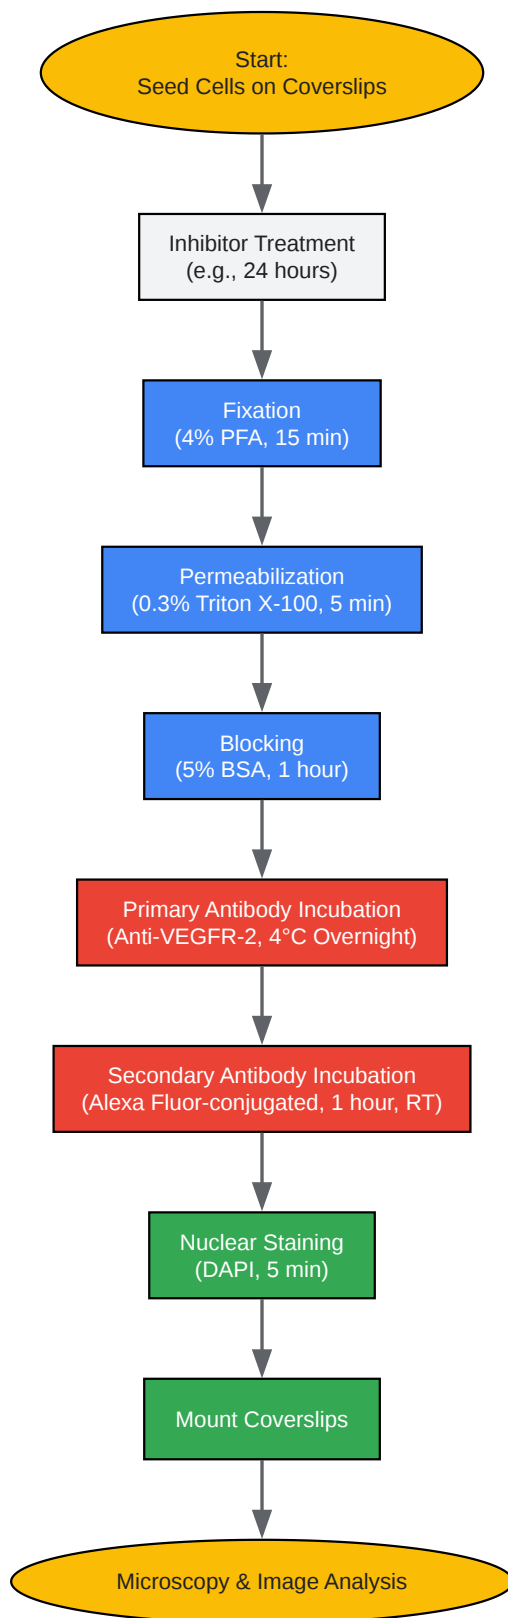 Start:
Seed Cells on Coverslips
Inhibitor Treatment
(e.g., 24 hours)
Fixation
(4% PFA, 15 min)
Permeabilization
(0.3% Triton X-100, 5 min)
Blocking
(5% BSA, 1 hour)
Primary Antibody Incubation
(Anti-VEGFR-2, 4°C Overnight)
Secondary Antibody Incubation
(Alexa Fluor-conjugated, 1 hour, RT)
Nuclear Staining
(DAPI, 5 min)
Mount Coverslips
Microscopy & Image Analysis